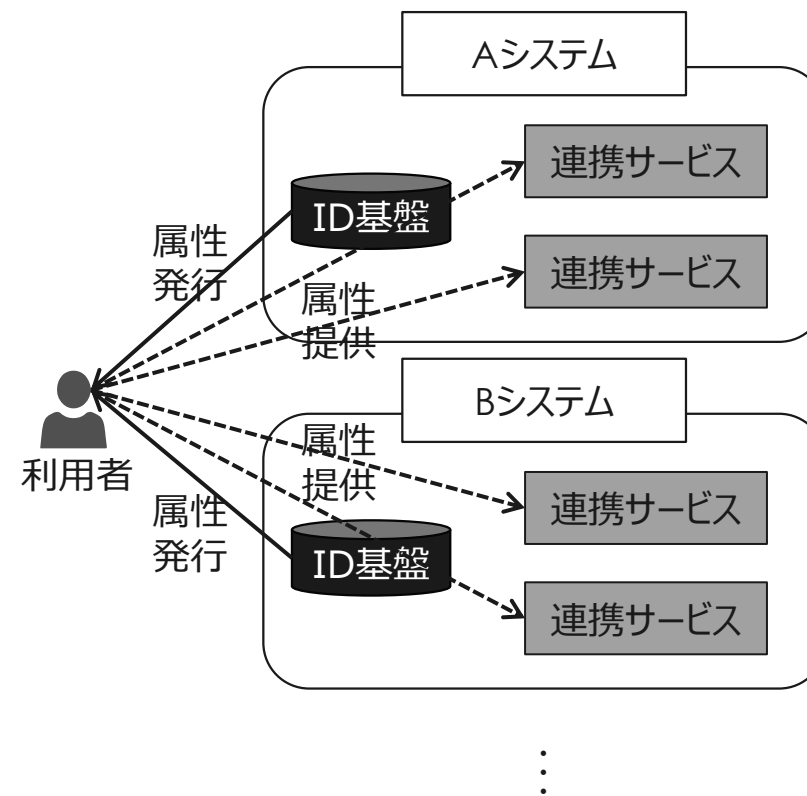 Aシステム
連携サービス
ID基盤
属性
発行
連携サービス
属性
提供
Bシステム
利用者
属性
提供
連携サービス
属性
発行
ID基盤
連携サービス
⋮